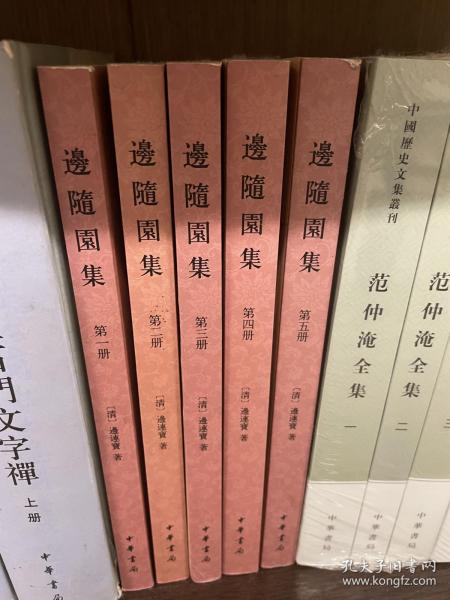 門文字禪
上册
中華書局
邊隨園集
第一册
[清]邊連寶 著
中華書局
邊隨園集
第二册
[清]邊連寶 著
中華書局
邊隨園集
第三册
[清]邊連寶 著
中華書局
邊隨園集
第四册
[清]邊連寶 著
中華書局
邊隨園集
第五册
[清]邊連寶 著
中華書局
中國歷史文集叢刊
范仲淹全集
一
中華書局
范仲淹全集
二
中華書局
三
中華書局
孔夫子旧书网
www.kongfz.com